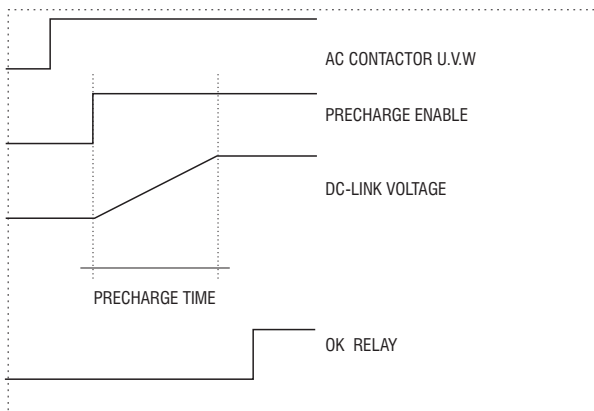 AC CONTACTOR U.V.W
PRECHARGE ENABLE
DC-LINK VOLTAGE
PRECHARGE TIME
OK RELAY